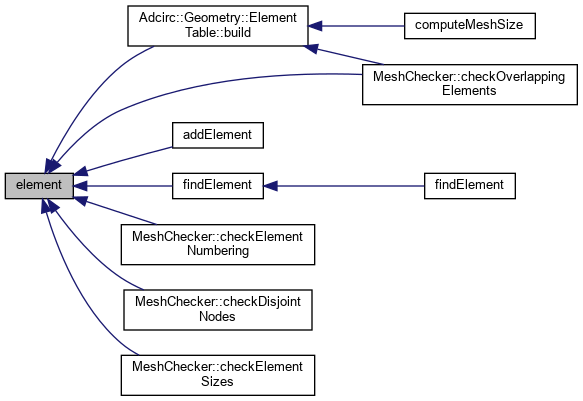 Adcirc::Geometry::Element
Table::build
computeMeshSize
MeshChecker::checkOverlapping
Elements
addElement
element
findElement
findElement
MeshChecker::checkElement
Numbering
MeshChecker::checkDisjoint
Nodes
MeshChecker::checkElement
Sizes